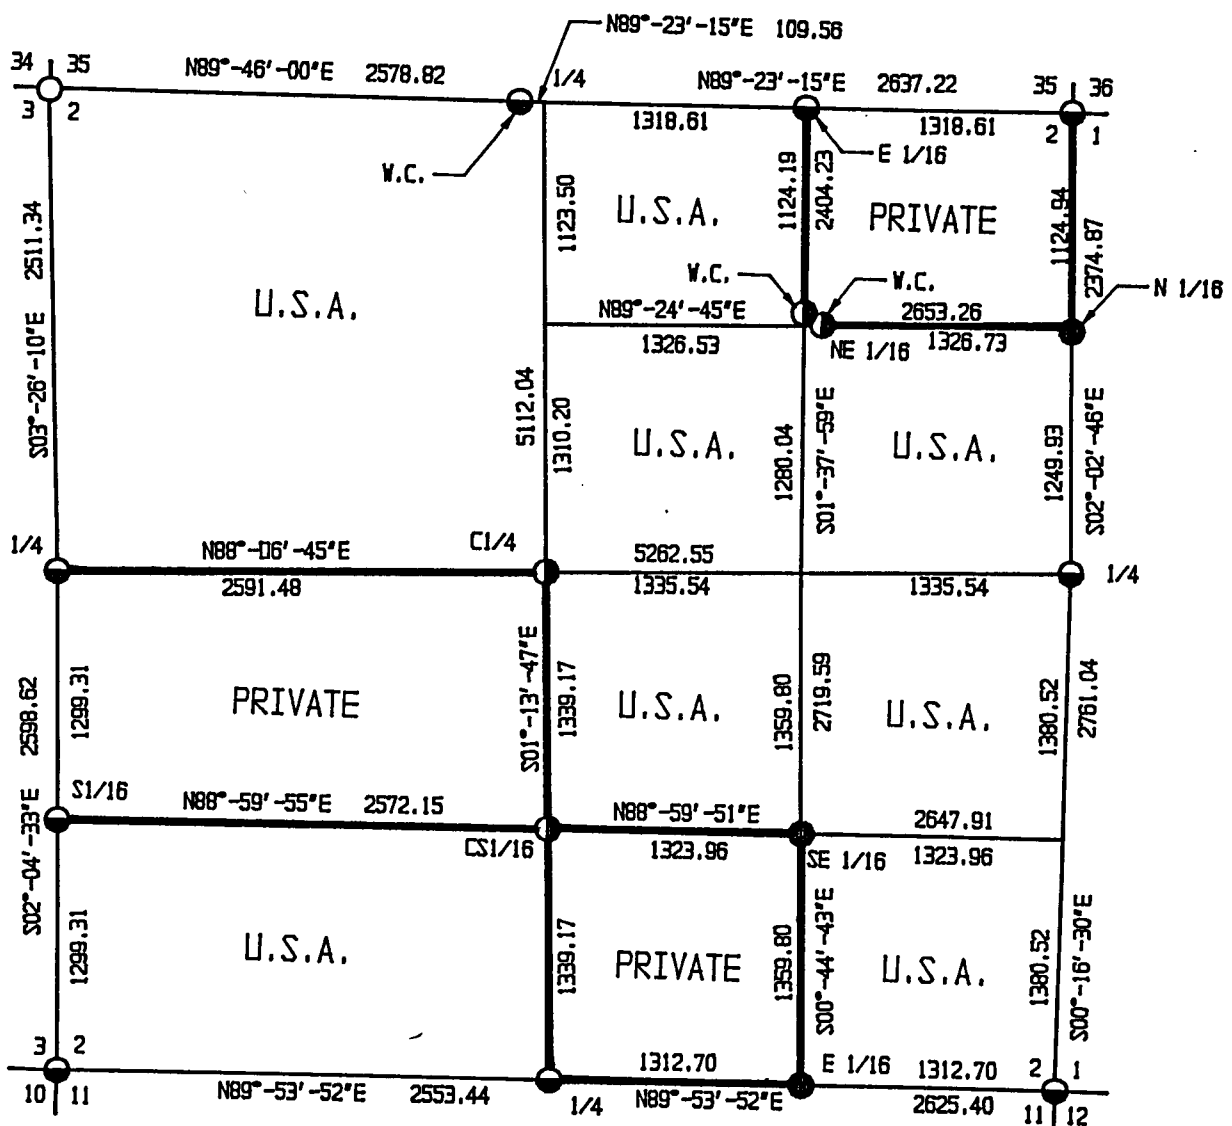 N89°-23'-15"E 109.56
34 35
N89°-46'-00"E 2578.82
1/4
N89°-23'-15"E 2637.22
35 36
3 2
1318.61
1318.61
2 1
E 1/16
W.C.
1123.50
U.S.A.
1124.19
2404.23
PRIVATE
1124.94
2374.87
S03°-26'-10"E 2511.34
U.S.A.
W.C.
W.C.
N 1/16
N89°-24'-45"E
2653.26
1326.53
NE 1/16
1326.73
5112.04
1310.20
U.S.A.
1280.04
S01°-37'-59"E
U.S.A.
1249.93
S02°-02'-46"E
1/4
N88°-06'-45"E
C1/4
5262.55
2591.48
1335.54
1335.54
1/4
2598.62
1299.31
PRIVATE
S01°-13'-47"E
1339.17
U.S.A.
1359.80
2719.59
U.S.A.
1380.52
2761.04
S1/16
N88°-59'-55"E 2572.15
N88°-59'-51"E
2647.91
CS1/16
1323.96
SE 1/16
1323.96
S02°-04'-33"E
1299.31
U.S.A.
1339.17
PRIVATE
1359.80
S00°-44'-43"E
U.S.A.
1380.52
S00°-16'-30"E
3 2
1312.70
E 1/16
1312.70
2 1
10 11
N89°-53'-52"E 2553.44
1/4
N89°-53'-52"E
2625.40
11 12